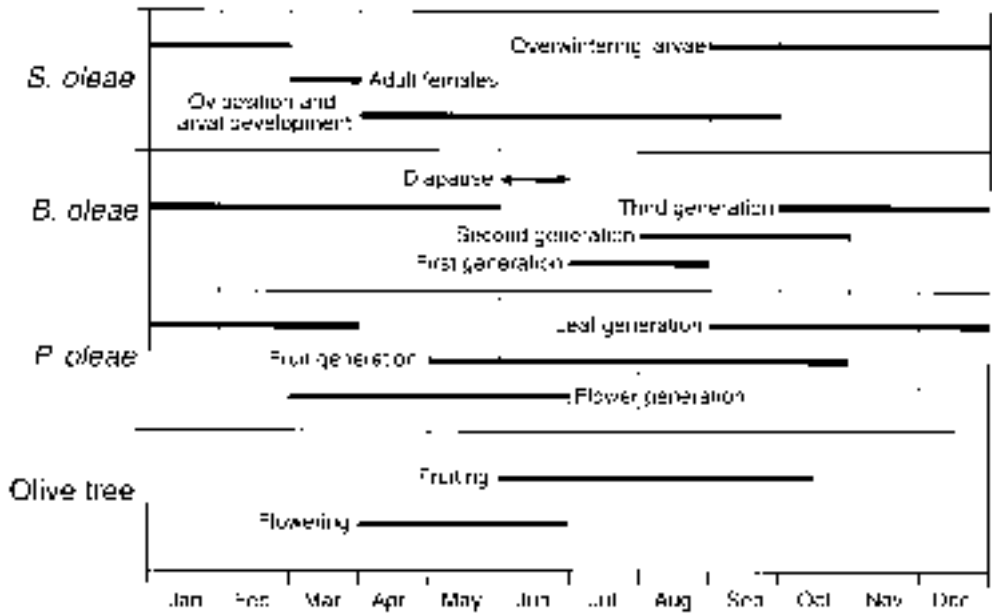 Overwintering larvae
S. oleae
Adult females
Oviposition and
larval development
Diapause
B. oleae
Third generation
Second generation
First generation
Leaf generation
P. oleae
Fruit generation
Flower generation
Fruiting
Olive tree
Flowering
Jan Feb Mar Apr May Jun Jul Aug Sep Oct Nov Dec